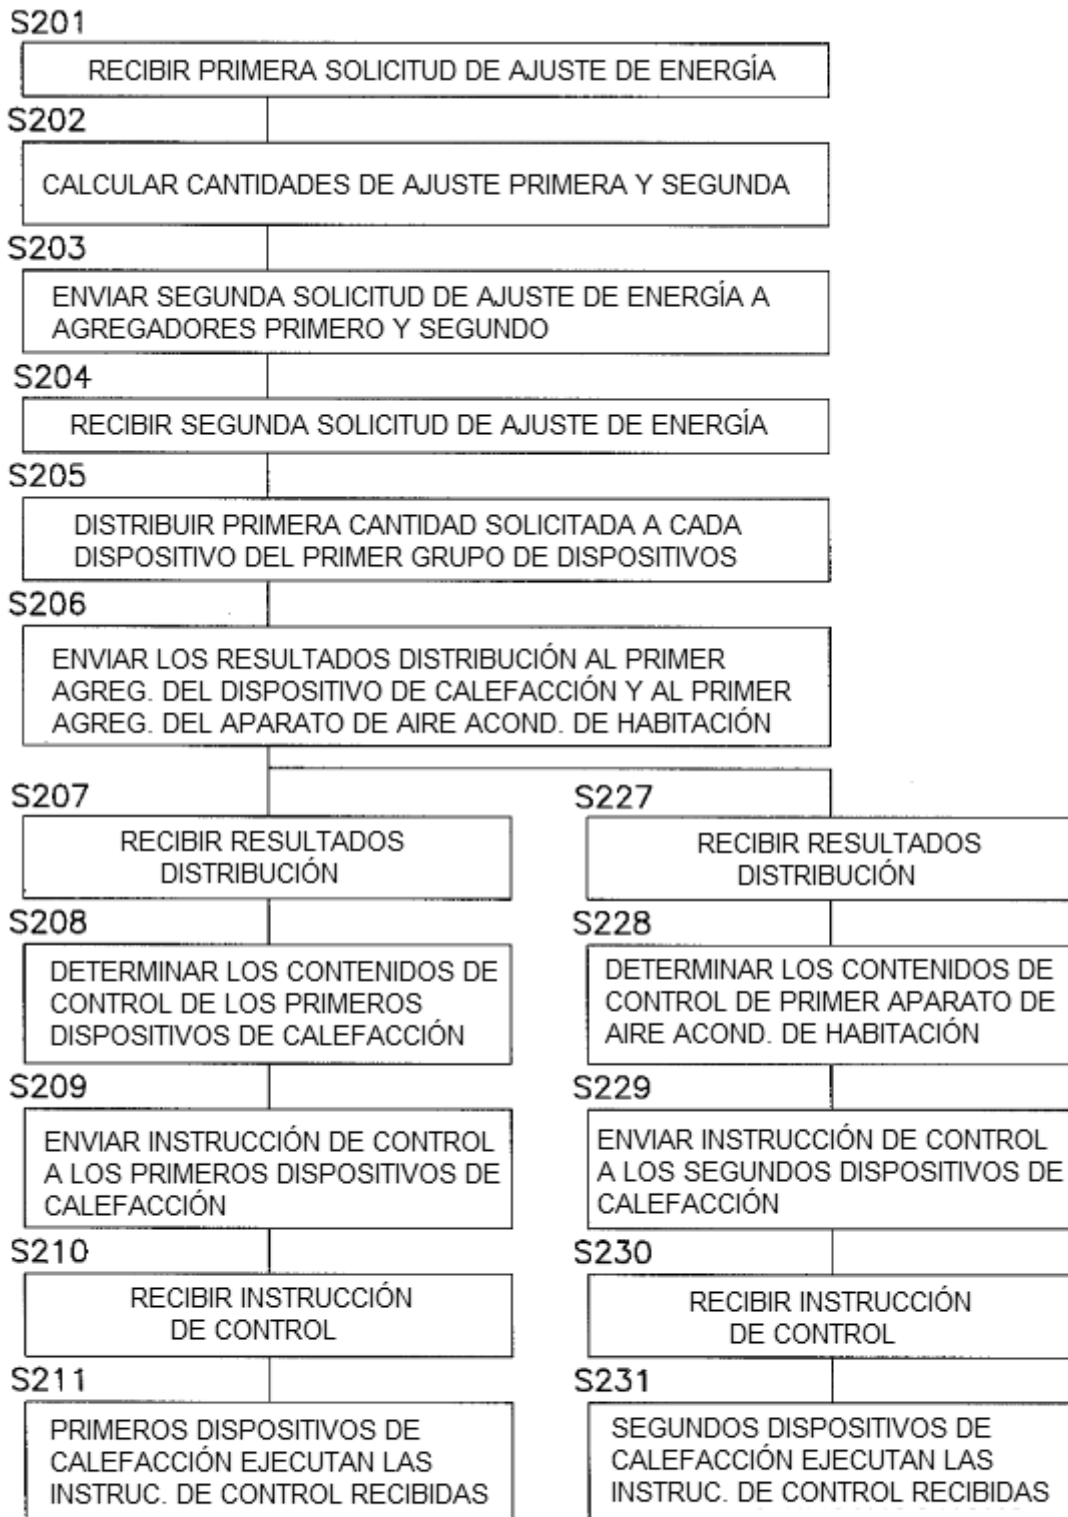 S201
RECIBIR PRIMERA SOLICITUD DE AJUSTE DE ENERGÍA
S202
CALCULAR CANTIDADES DE AJUSTE PRIMERA Y SEGUNDA
S203
ENVIAR SEGUNDA SOLICITUD DE AJUSTE DE ENERGÍA A
AGREGADORES PRIMERO Y SEGUNDO
S204
RECIBIR SEGUNDA SOLICITUD DE AJUSTE DE ENERGÍA
S205
DISTRIBUIR PRIMERA CANTIDAD SOLICITADA A CADA
DISPOSITIVO DEL PRIMER GRUPO DE DISPOSITIVOS
S206
ENVIAR LOS RESULTADOS DISTRIBUCIÓN AL PRIMER
AGREG. DEL DISPOSITIVO DE CALEFACCIÓN Y AL PRIMER
AGREG. DEL APARATO DE AIRE ACOND. DE HABITACIÓN
S207
RECIBIR RESULTADOS
DISTRIBUCIÓN
S208
DETERMINAR LOS CONTENIDOS DE
CONTROL DE LOS PRIMEROS
DISPOSITIVOS DE CALEFACCIÓN
S209
ENVIAR INSTRUCCIÓN DE CONTROL
A LOS PRIMEROS DISPOSITIVOS DE
CALEFACCIÓN
S210
RECIBIR INSTRUCCIÓN
DE CONTROL
S211
PRIMEROS DISPOSITIVOS DE
CALEFACCIÓN EJECUTAN LAS
INSTRUC. DE CONTROL RECIBIDAS
S227
RECIBIR RESULTADOS
DISTRIBUCIÓN
S228
DETERMINAR LOS CONTENIDOS DE
CONTROL DE PRIMER APARATO DE
AIRE ACOND. DE HABITACIÓN
S229
ENVIAR INSTRUCCIÓN DE CONTROL
A LOS SEGUNDOS DISPOSITIVOS DE
CALEFACCIÓN
S230
RECIBIR INSTRUCCIÓN
DE CONTROL
S231
SEGUNDOS DISPOSITIVOS DE
CALEFACCIÓN EJECUTAN LAS
INSTRUC. DE CONTROL RECIBIDAS